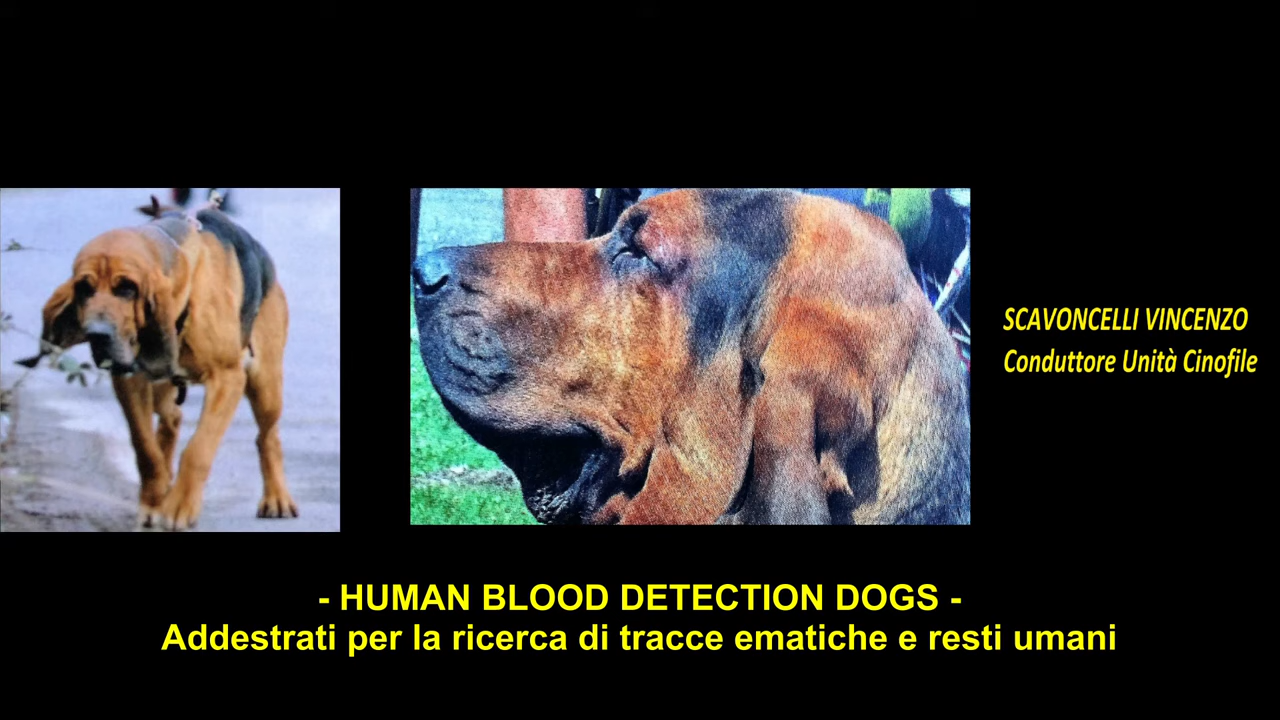 SCAVONCELLI VINCENZO
Conduttore Unità Cinofile
- HUMAN BLOOD DETECTION DOGS -
Addestrati per la ricerca di tracce ematiche e resti umani